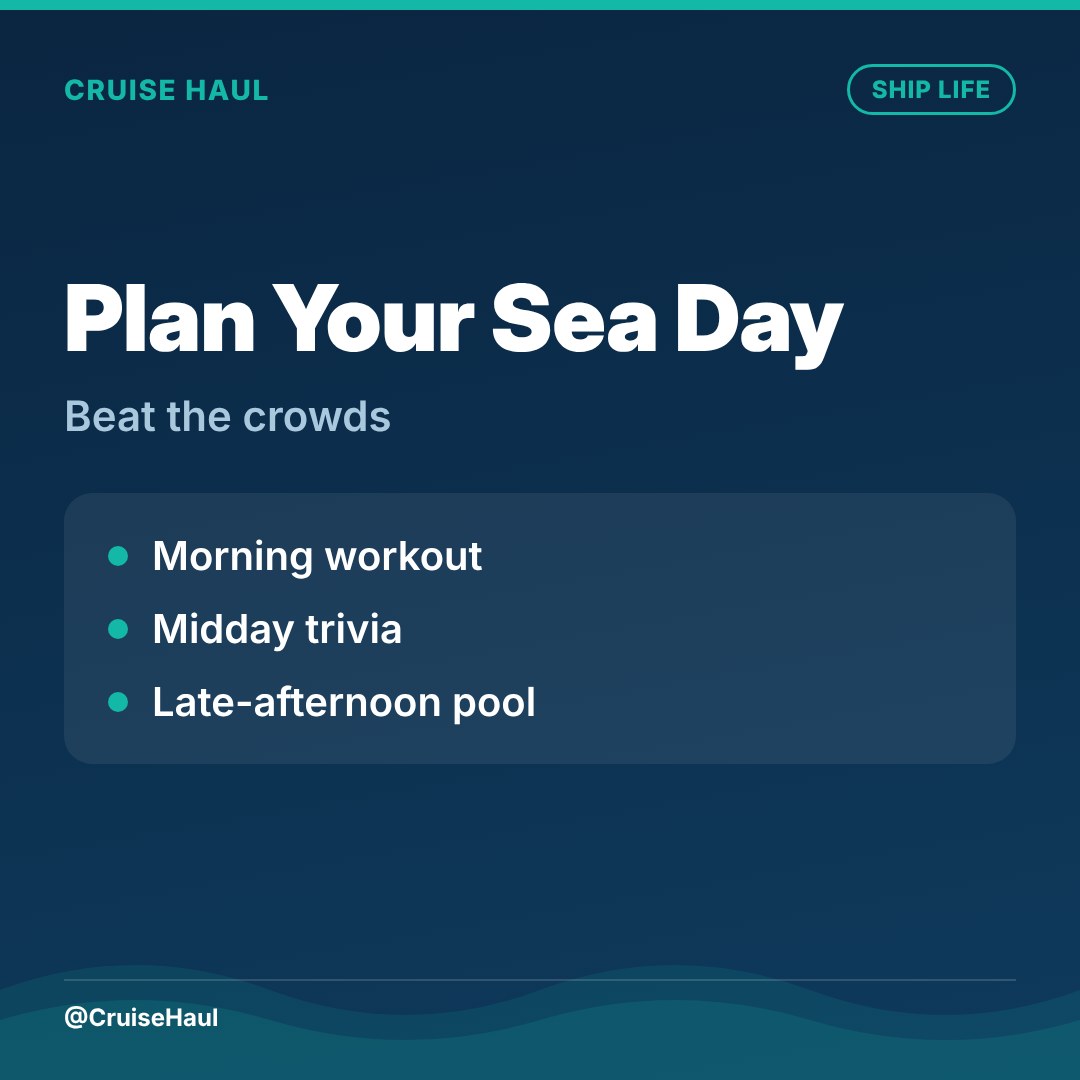 CRUISE HAUL
SHIP LIFE
Plan Your Sea Day
Beat the crowds
Morning workout
Midday trivia
Late-afternoon pool
@CruiseHaul